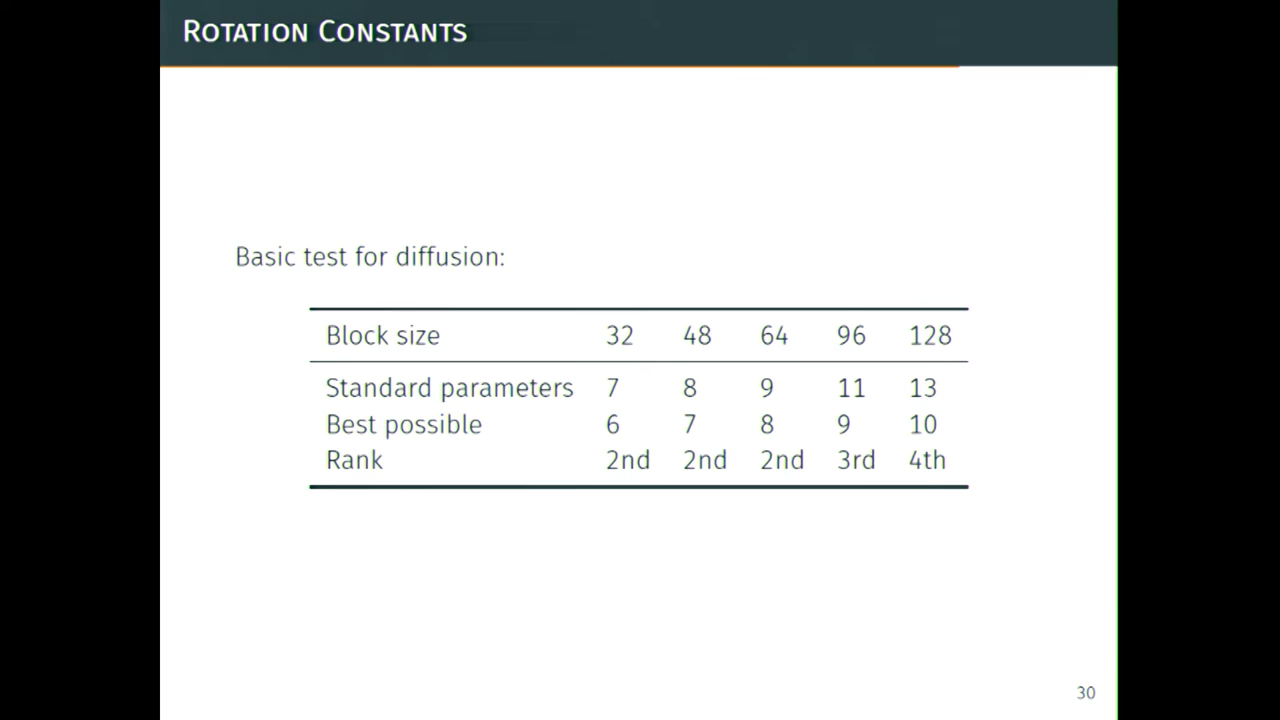 ROTATION CONSTANTS
Basic test for diffusion:
Block size 32 48 64 96 128
Standard parameters 7 8 9 11 13
Best possible 6 7 8 9 10
Rank 2nd 2nd 2nd 3rd 4th
30